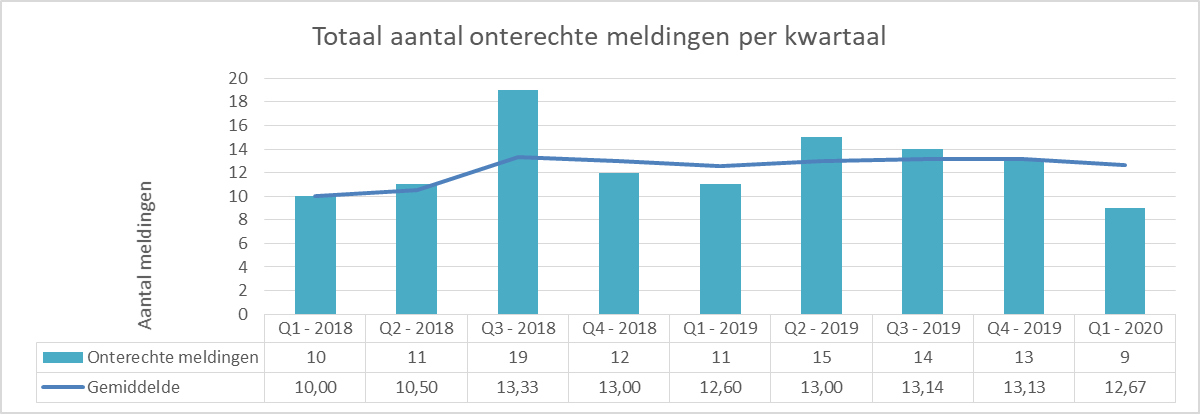 Totaal aantal onterechte meldingen per kwartaal
Aantal meldingen
20
18
16
14
12
10
8
6
4
2
0
Q1 - 2018 Q2 - 2018 Q3 - 2018 Q4 - 2018 Q1 - 2019 Q2 - 2019 Q3 - 2019 Q4 - 2019 Q1 - 2020
Onterechte meldingen 10 11 19 12 11 15 14 13 9
Gemiddelde 10,00 10,50 13,33 13,00 12,60 13,00 13,14 13,13 12,67